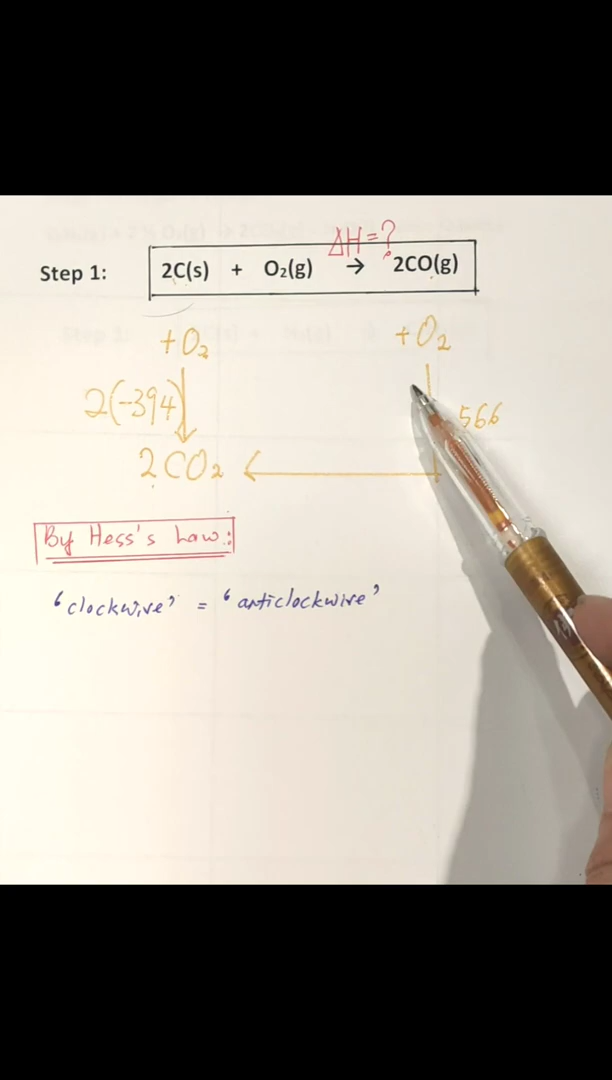 ΔH=?
Step 1: 2C(s) + O₂(g) → 2CO(g)
+O₂ +O₂
2(-394) 566
2CO₂
By Hess's Law:
'clockwise' = 'anticlockwise'